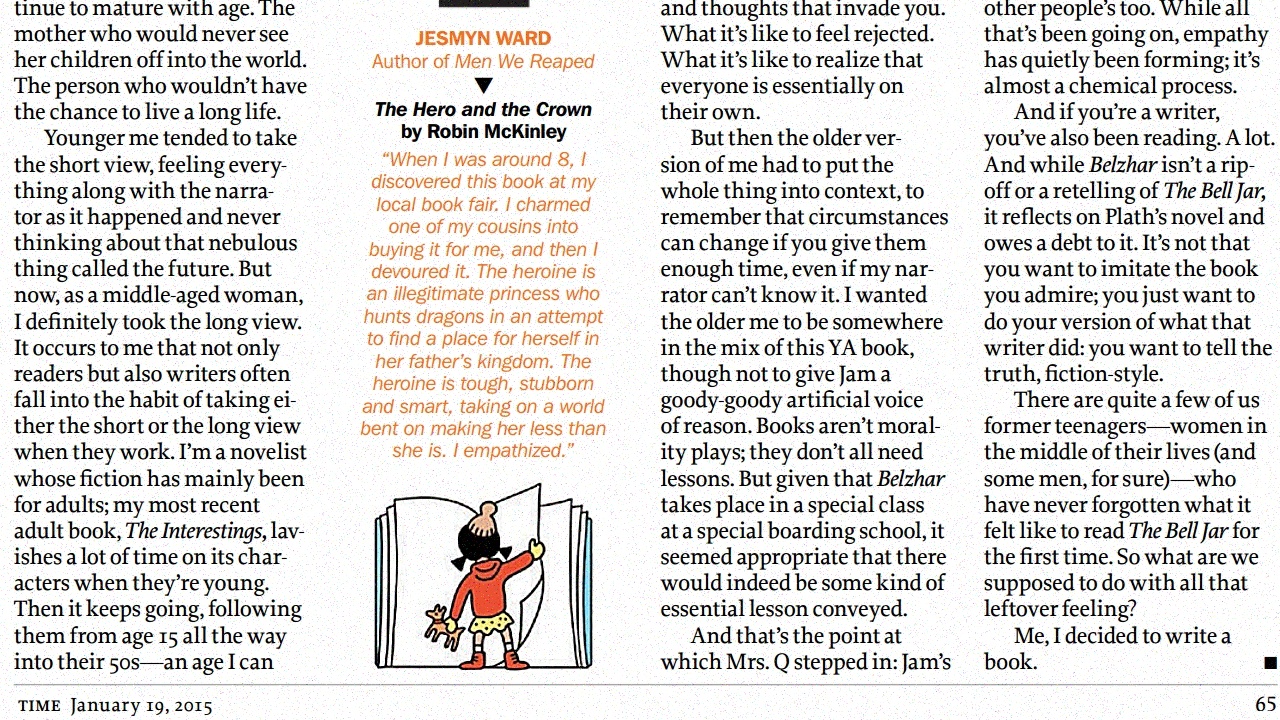 tinue to mature with age. The
mother who would never see
her children off into the world.
The person who wouldn't have
the chance to live a long life.
Younger me tended to take
the short view, feeling every-
thing along with the narra-
tor as it happened and never
thinking about that nebulous
thing called the future. But
now, as a middle-aged woman,
I definitely took the long view.
It occurs to me that not only
readers but also writers often
fall into the habit of taking ei-
ther the short or the long view
when they work. I'm a novelist
whose fiction has mainly been
for adults; my most recent
adult book, The Interestings, lav-
ishes a lot of time on its char-
acters when they're young.
Then it keeps going, following
them from age 15 all the way
into their 50s—an age I can
JESMYN WARD
Author of Men We Reaped
The Hero and the Crown
by Robin McKinley
“When I was around 8, I
discovered this book at my
local book fair. I charmed
one of my cousins into
buying it for me, and then I
devoured it. The heroine is
an illegitimate princess who
hunts dragons in an attempt
to find a place for herself in
her father's kingdom. The
heroine is tough, stubborn
and smart, taking on a world
bent on making her less than
she is. I empathized.”
and thoughts that invade you.
What it's like to feel rejected.
What it's like to realize that
everyone is essentially on
their own.
But then the older ver-
sion of me had to put the
whole thing into context, to
remember that circumstances
can change if you give them
enough time, even if my nar-
rator can't know it. I wanted
the older me to be somewhere
in the mix of this YA book,
though not to give Jam a
goody-goody artificial voice
of reason. Books aren't moral-
ity plays; they don't all need
lessons. But given that Belzhar
takes place in a special class
at a special boarding school, it
seemed appropriate that there
would indeed be some kind of
essential lesson conveyed.
And that's the point at
which Mrs. Q stepped in: Jam's
other people's too. While all
that's been going on, empathy
has quietly been forming; it's
almost a chemical process.
And if you're a writer,
you've also been reading. A lot.
And while Belzhar isn't a rip-
off or a retelling of The Bell Jar,
it reflects on Plath's novel and
owes a debt to it. It's not that
you want to imitate the book
you admire; you just want to
do your version of what that
writer did: you want to tell the
truth, fiction-style.
There are quite a few of us
former teenagers—women in
the middle of their lives (and
some men, for sure)—who
have never forgotten what it
felt like to read The Bell Jar for
the first time. So what are we
supposed to do with all that
leftover feeling?
Me, I decided to write a
book.
TIME January 19, 2015
65